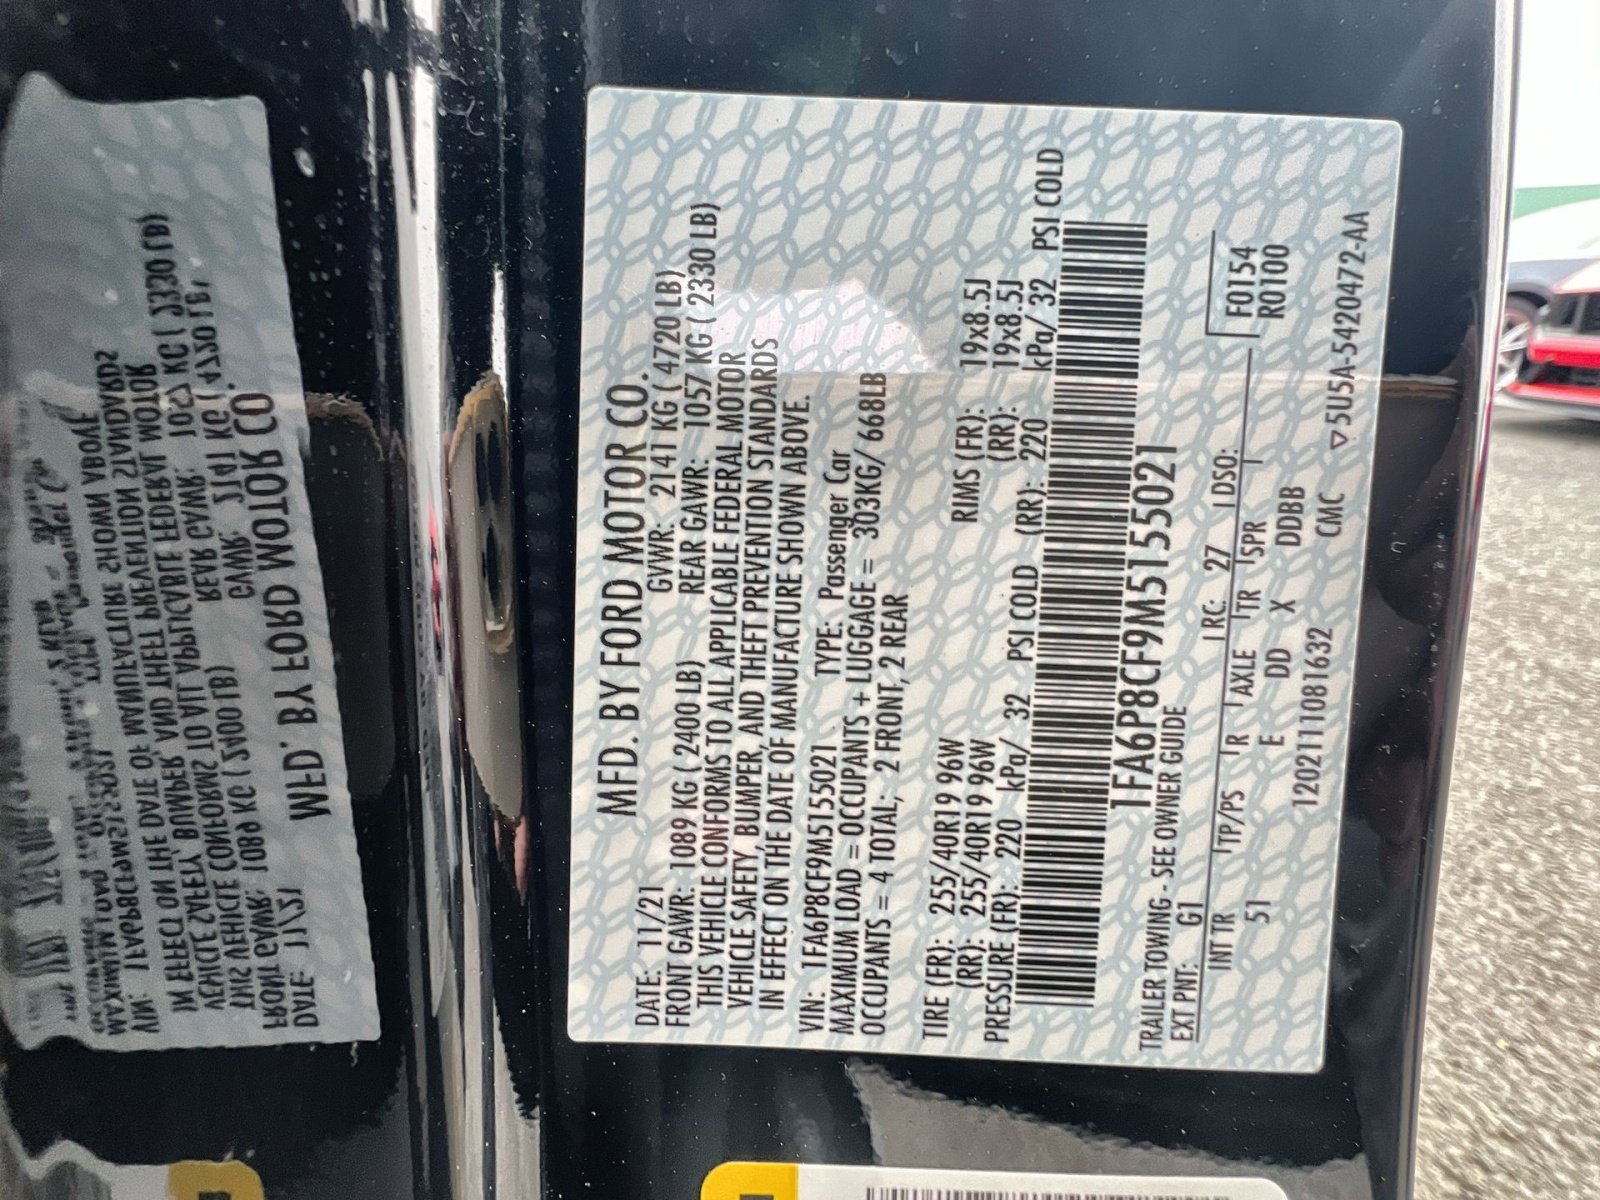 MFD. BY FORD MOTOR CO.
DATE: 11/21 GVWR: 2141 KG ( 4720 LB)
FRONT GAWR: 1089 KG ( 2400 LB) REAR GAWR: 1057 KG ( 2330 LB)
THIS VEHICLE CONFORMS TO ALL APPLICABLE FEDERAL MOTOR
VEHICLE SAFETY, BUMPER, AND THEFT PREVENTION STANDARDS
IN EFFECT ON THE DATE OF MANUFACTURE SHOWN ABOVE.
VIN: 1FA6P8CF9M5155021 TYPE: Passenger Car
MAXIMUM LOAD = OCCUPANTS + LUGGAGE = 303KG/ 668LB
OCCUPANTS = 4 TOTAL; 2 FRONT, 2 REAR
TIRE (FR): 255/40R19 96W RIMS (FR): 19x8.5J
(RR): 255/40R19 96W (RR): 19x8.5J
PRESSURE (FR): 220 kPa/ 32 PSI COLD (RR): 220 kPa/ 32 PSI COLD
1FA6P8CF9M5155021
TRAILER TOWING - SEE OWNER GUIDE
EXT PNT: G1 RC: 27 DSO: F0154
INT TR TP/PS R AXLE TR SPR R0100
51 E DD X DDBB
1202111081632 CMC ▽5U5A-5420472-AA